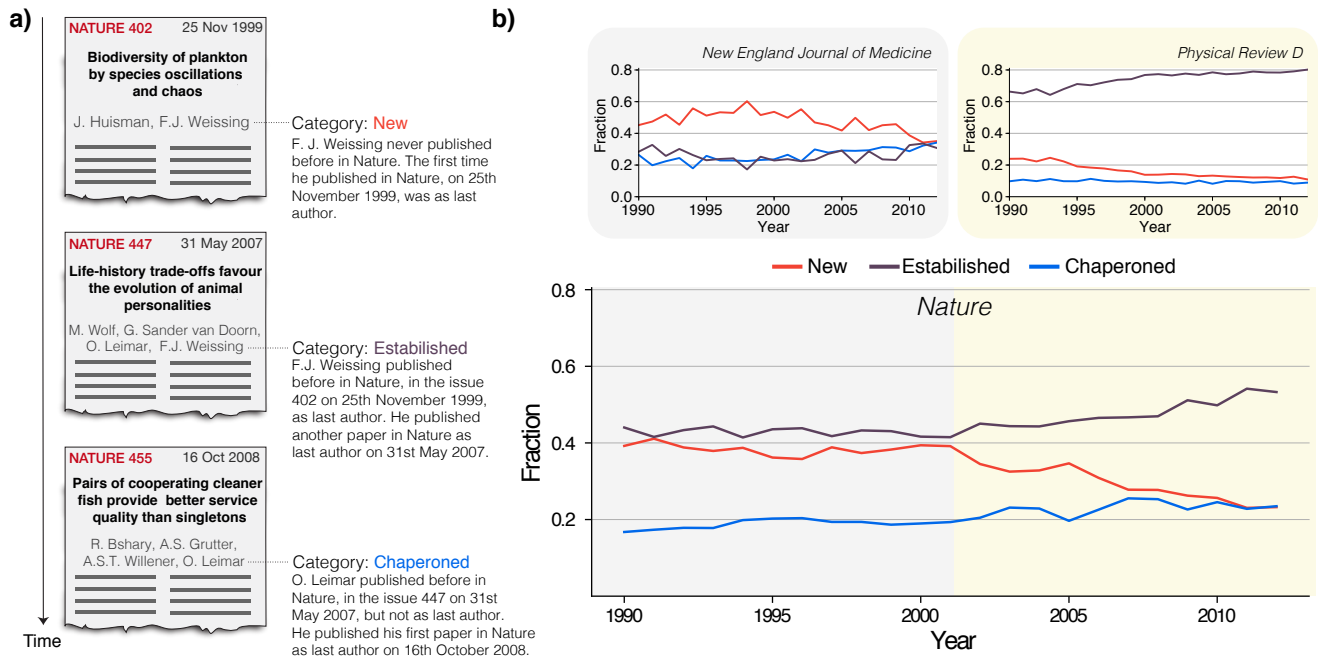 a)
NATURE 402 25 Nov 1999
Biodiversity of plankton
by species oscillations
and chaos
J. Huisman, F.J. Weissing
Category: New
F. J. Weissing never published
before in Nature. The first time
he published in Nature, on 25th
November 1999, was as last
author.
NATURE 447 31 May 2007
Life-history trade-offs favour
the evolution of animal
personalities
M. Wolf, G. Sander van Doorn,
O. Leimar, F.J. Weissing
Category: Estabilished
F.J. Weissing published
before in Nature, in the issue
402 on 25th November 1999,
as last author. He published
another paper in Nature as
last author on 31st May 2007.
NATURE 455 16 Oct 2008
Pairs of cooperating cleaner
fish provide better service
quality than singletons
R. Bshary, A.S. Grutter,
A.S.T. Willener, O. Leimar
Category: Chaperoned
O. Leimar published before in
Nature, in the issue 447 on 31st
May 2007, but not as last author.
He published his first paper in Nature
as last author on 16th October 2008.
Time
b)
New England Journal of Medicine
0.8
0.6
0.4
0.2
0.0
Fraction
1990 1995 2000 2005 2010
Year
Physical Review D
0.8
0.6
0.4
0.2
0.0
Fraction
1990 1995 2000 2005 2010
Year
New Estabilished Chaperoned
Nature
0.8
0.6
0.4
0.2
Fraction
1990 1995 2000 2005 2010
Year